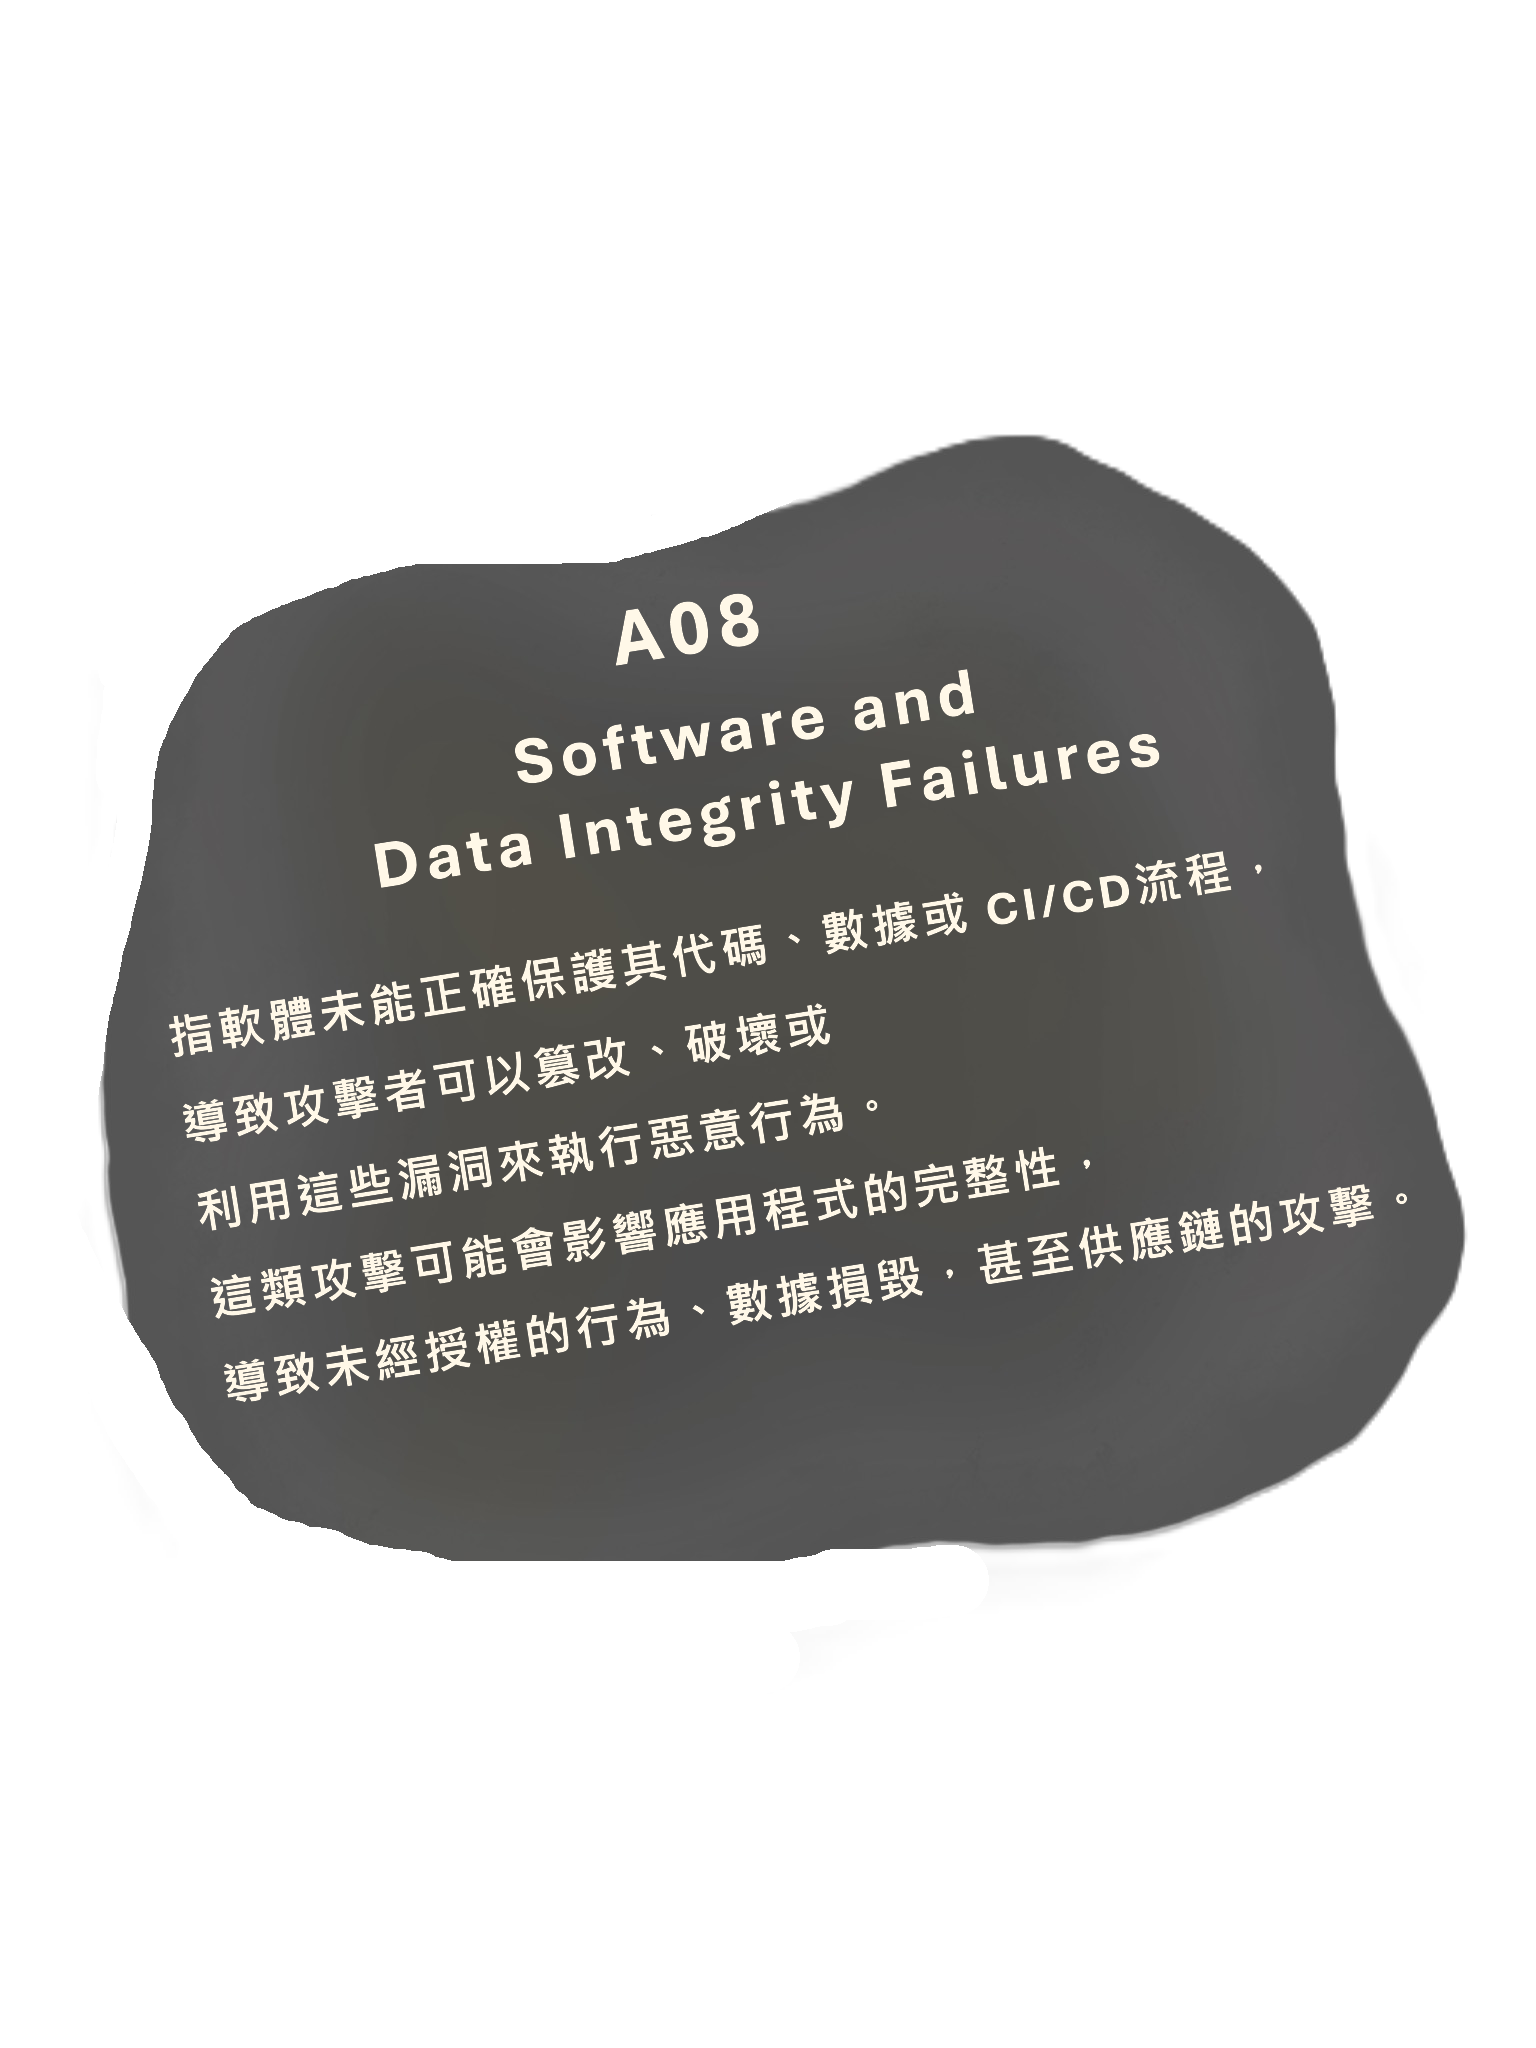 A08
Software and
Data Integrity Failures
指軟體未能正確保護其代碼、數據或 CI/CD流程，
導致攻擊者可以篡改、破壞或
利用這些漏洞來執行惡意行為。
這類攻擊可能會影響應用程式的完整性，
導致未經授權的行為、數據損毀，甚至供應鏈的攻擊。